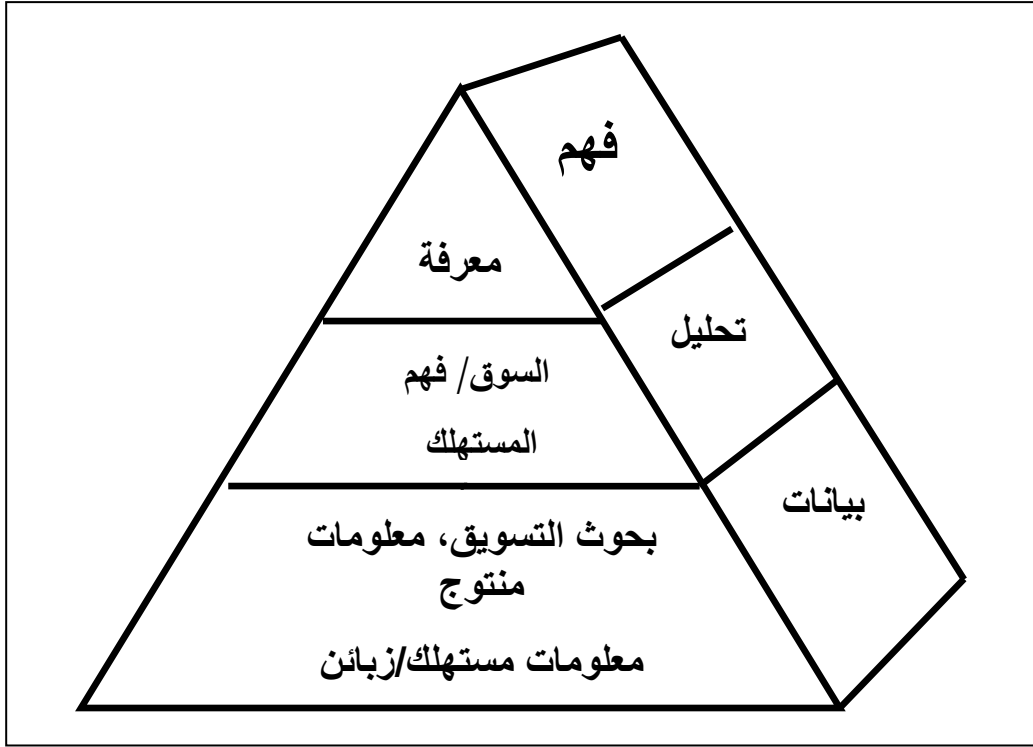 فهم
معرفة
تحليل
السوق/ فهم
المستهلك
بيانات
بحوث التسويق، معلومات
منتوج
معلومات مستهلك/زبائن